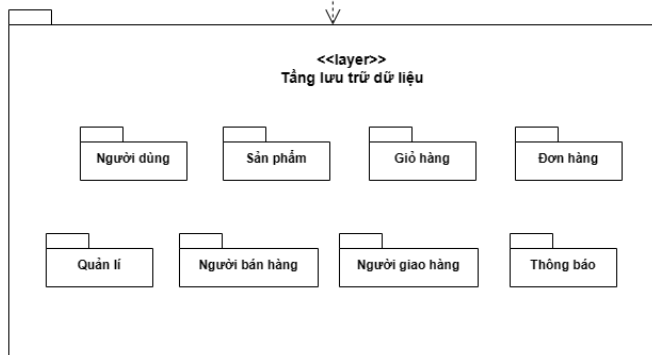 <<layer>>
Tầng lưu trữ dữ liệu
Người dùng
Sản phẩm
Giỏ hàng
Đơn hàng
Quản lí
Người bán hàng
Người giao hàng
Thông báo